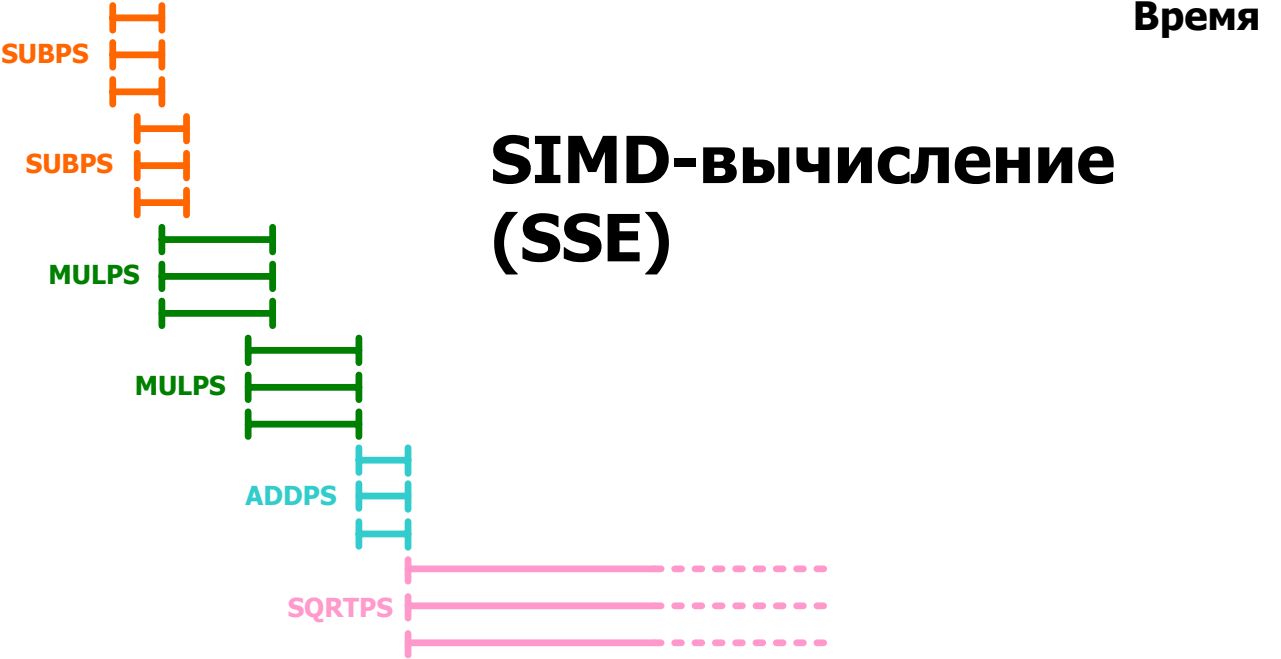 Время
SUBPS
SIMD-вычисление
(SSE)
SUBPS
MULPS
MULPS
ADDPS
SQRTPS